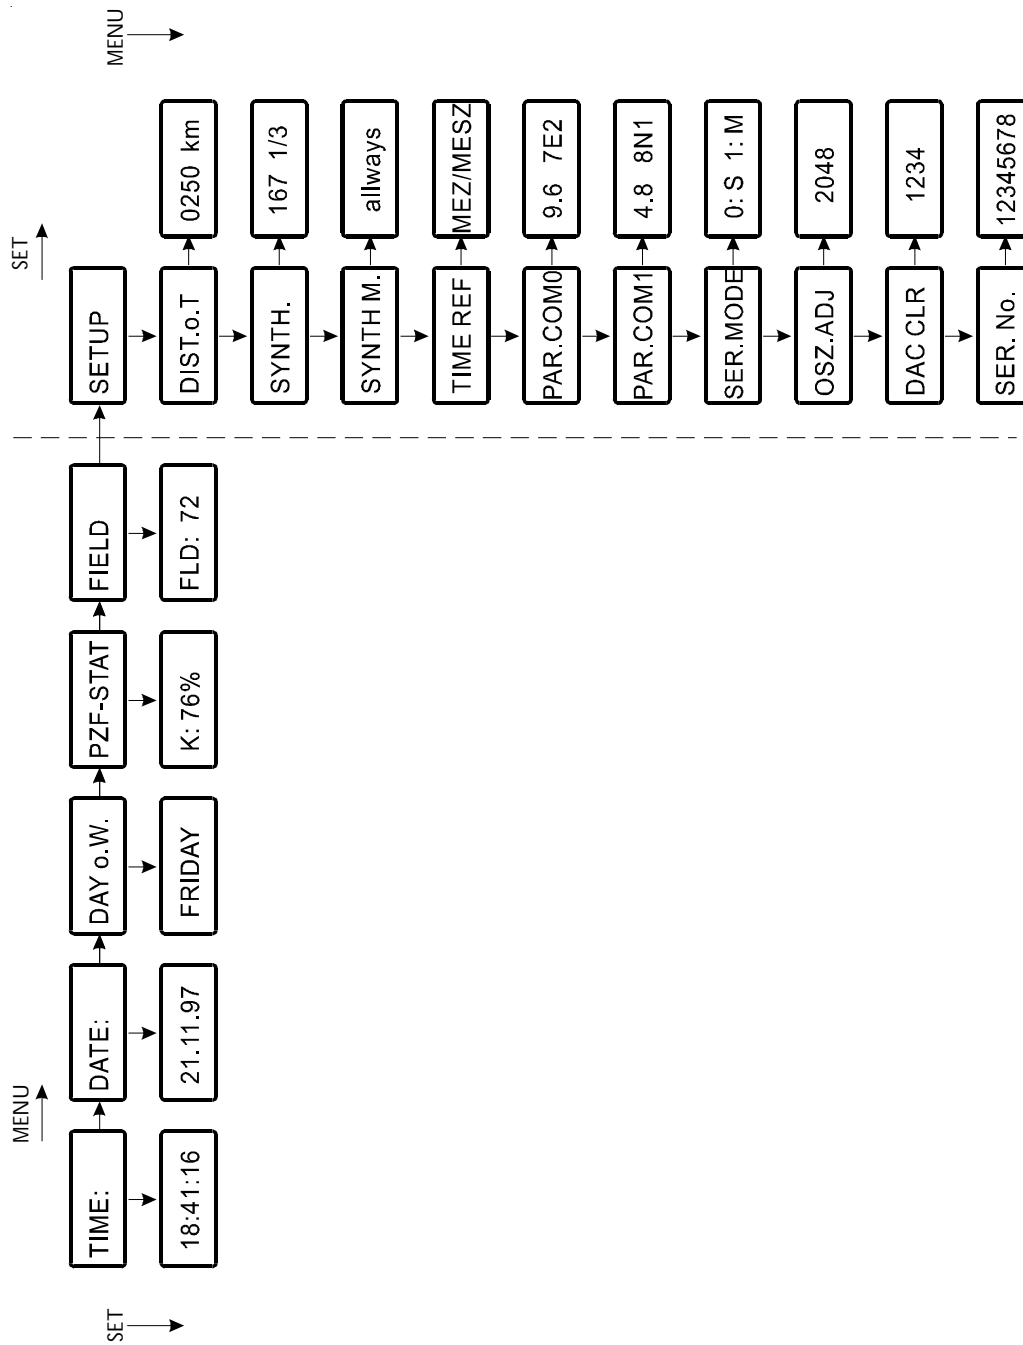 MENU
SET
SET
TIME:
DATE:
DAY o.W.
PZF-STAT
FIELD
SETUP
MENU
18:41:16
21.11.97
FRIDAY
K: 76%
FLD: 72
DIST.o.T
0250 km
SYNTH.
167 1/3
SYNTH M.
allways
TIME REF
MEZ/MESZ
PAR.COM0
9.6 7E2
PAR.COM1
4.8 8N1
SER.MODE
0: S 1: M
OSZ.ADJ
2048
DAC CLR
1234
SER. No.
12345678